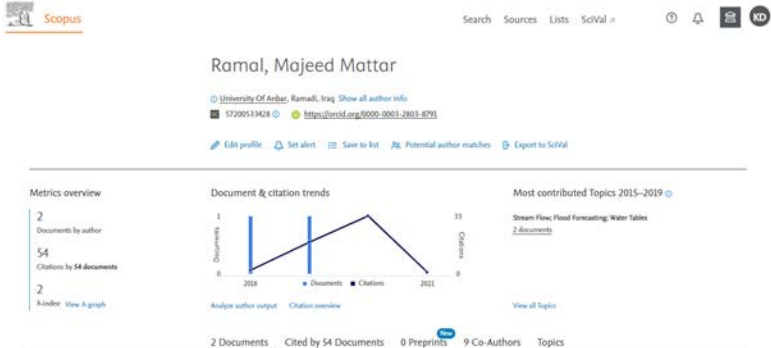 Scopus
Search Sources Lists SciVal
KD
Ramal, Majeed Mattar
University Of Anbar, Ramadi, Iraq Show all author info
57200533428 https://orcid.org/0000-0003-2803-8791
Edit profile Set alert Save to list Potential author matches Export to SciVal
Metrics overview
2
Documents by author
54
Citations by 54 documents
2
h-index: View h-graph
Document & citation trends
1
33
Documents
Citations
0
0
2018
Documents Citations
2021
Analyze author output Citation overview
Most contributed Topics 2015–2019
Stream Flow; Flood Forecasting; Water Tables
2 documents
View all Topics
New
2 Documents Cited by 54 Documents 0 Preprints 9 Co-Authors Topics